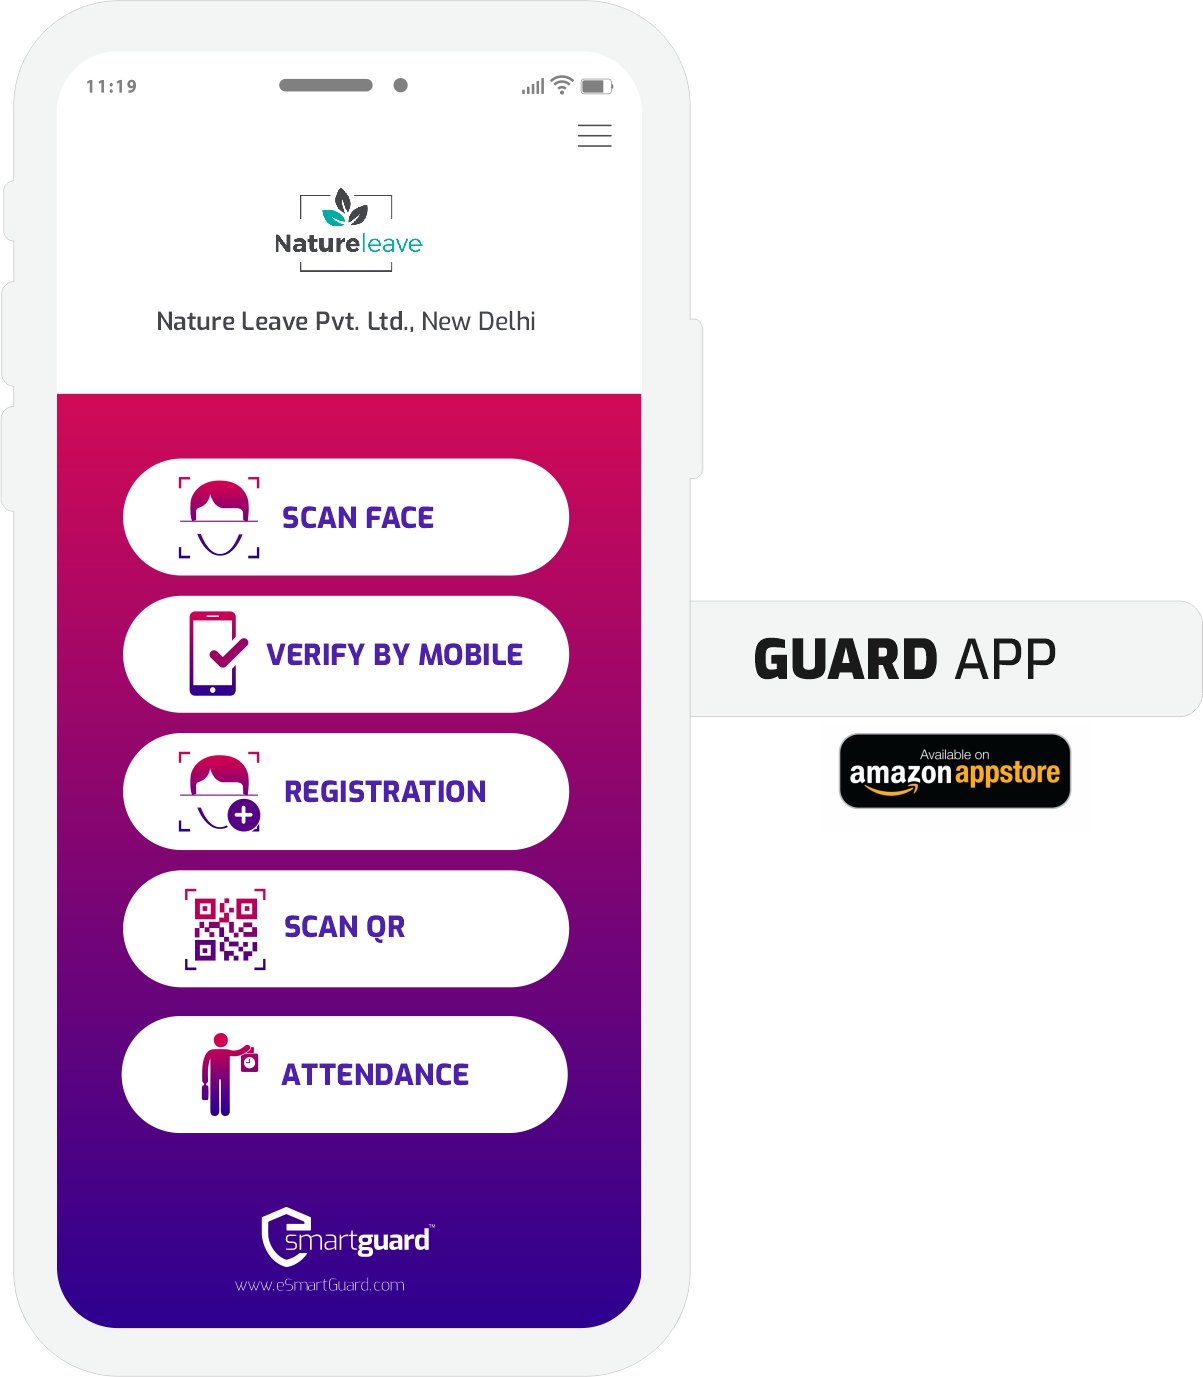 11:19
Natureleave
Nature Leave Pvt. Ltd., New Delhi
SCAN FACE
VERIFY BY MOBILE
REGISTRATION
SCAN QR
ATTENDANCE
esmartguard™
www.eSmartGuard.com
GUARD APP
Available on
amazon appstore